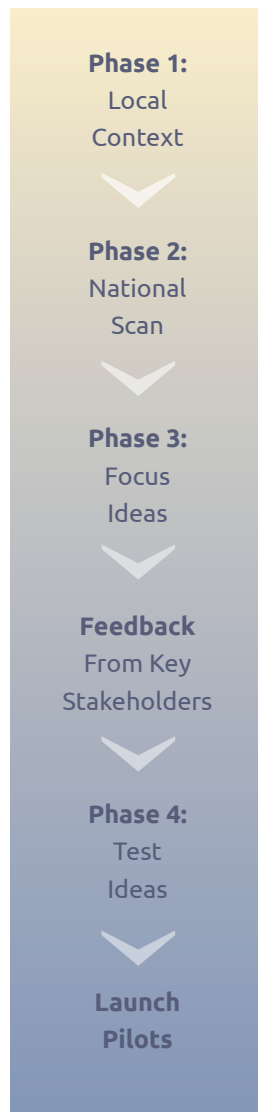 Phase 1:
Local
Context
Phase 2:
National
Scan
Phase 3:
Focus
Ideas
Feedback
From Key
Stakeholders
Phase 4:
Test
Ideas
Launch
Pilots